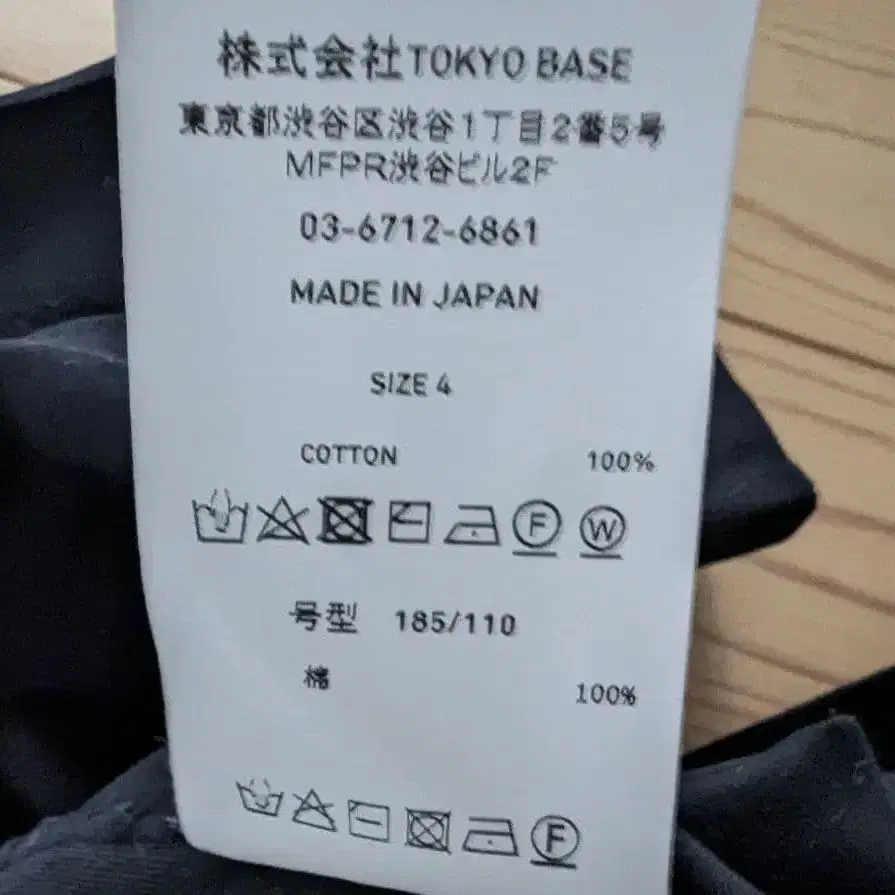 株式会社TOKYO BASE
東京都渋谷区渋谷1丁目2番5号
MFPR渋谷ビル2F
03-6712-6861
MADE IN JAPAN
SIZE 4
COTTON 100%
F W
号型 185/110
棉 100%
F